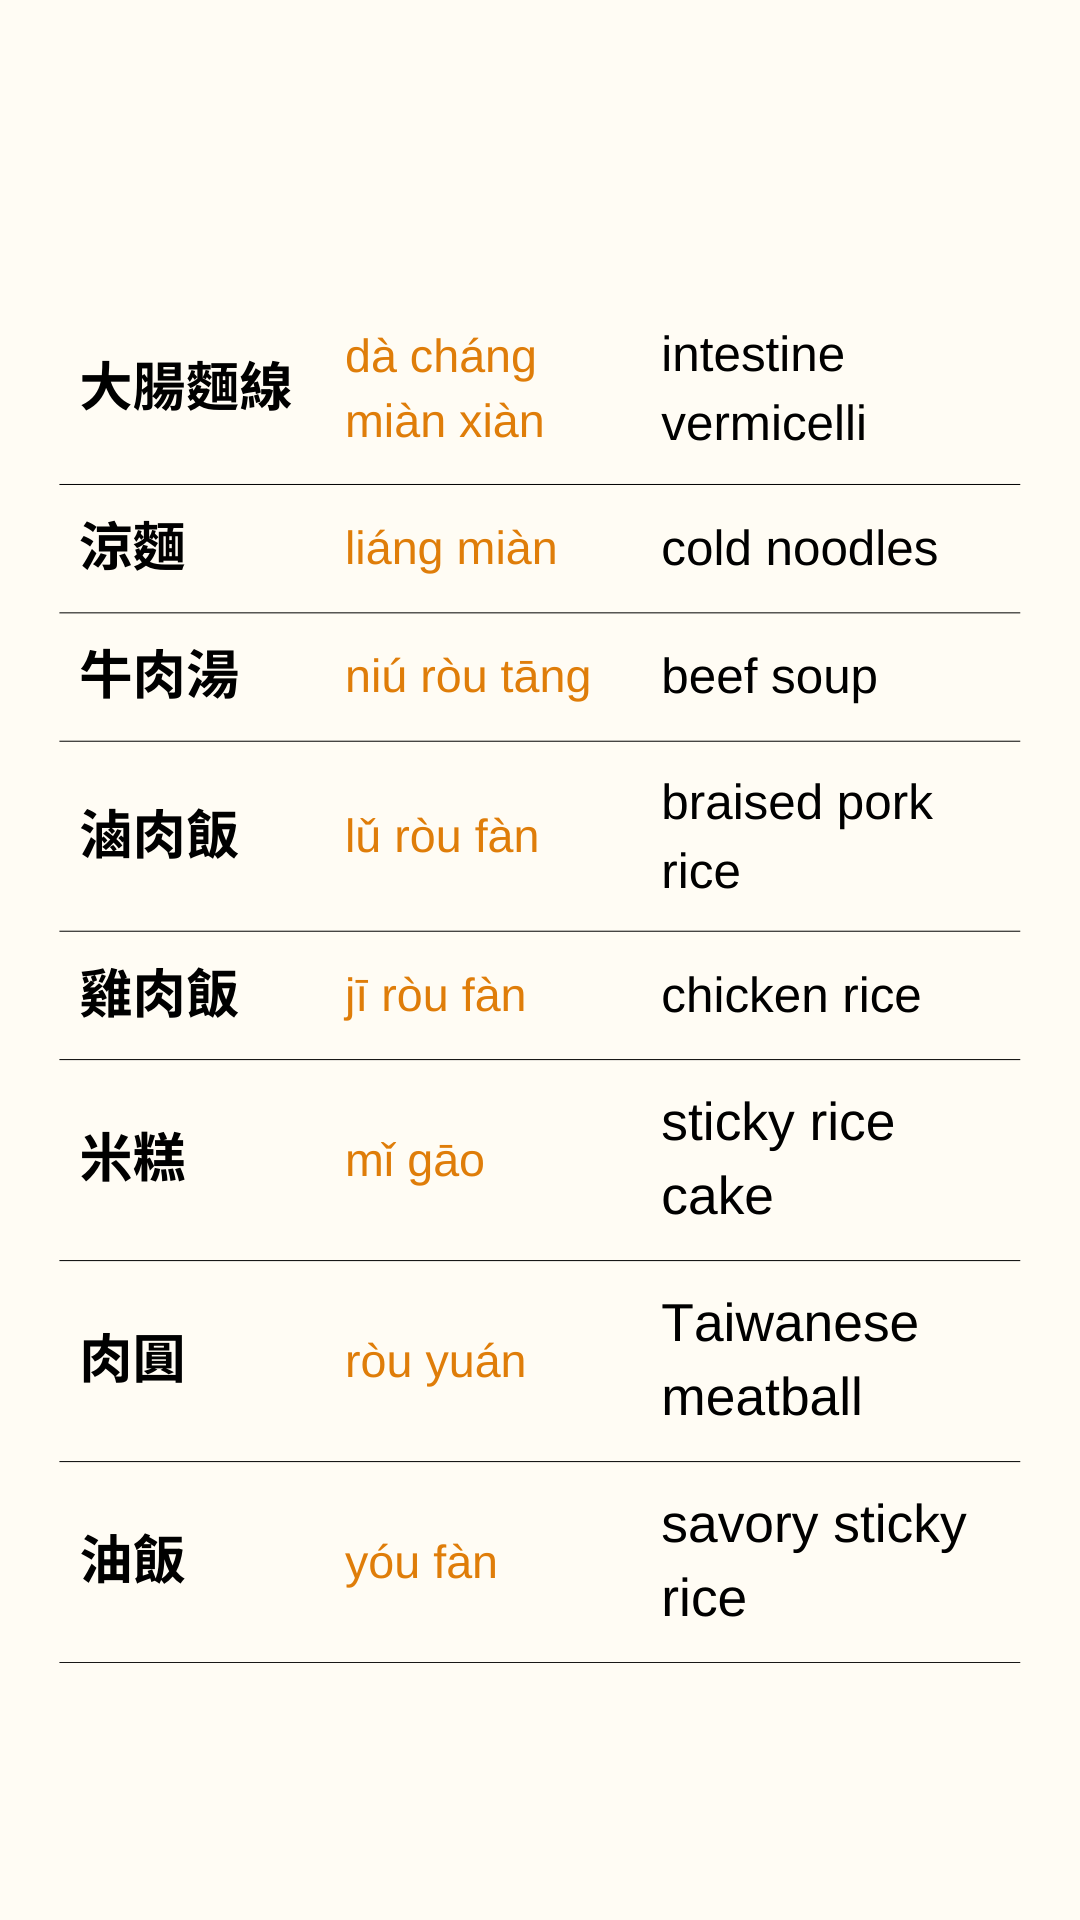 大腸麵線
dà cháng
miàn xiàn
intestine
vermicelli
涼麵
liáng miàn
cold noodles
牛肉湯
niú ròu tāng
beef soup
滷肉飯
lǔ ròu fàn
braised pork
rice
雞肉飯
jī ròu fàn
chicken rice
米糕
mǐ gāo
sticky rice
cake
肉圓
ròu yuán
Taiwanese
meatball
油飯
yóu fàn
savory sticky
rice